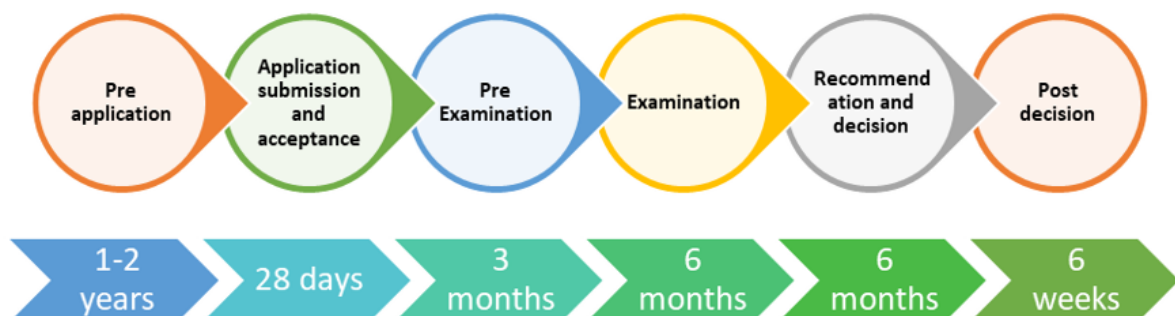 Pre
application
Application
submission
and
acceptance
Pre
Examination
Examination
Recommend
ation and
decision
Post
decision
1-2
years
28 days
3
months
6
months
6
months
6
weeks